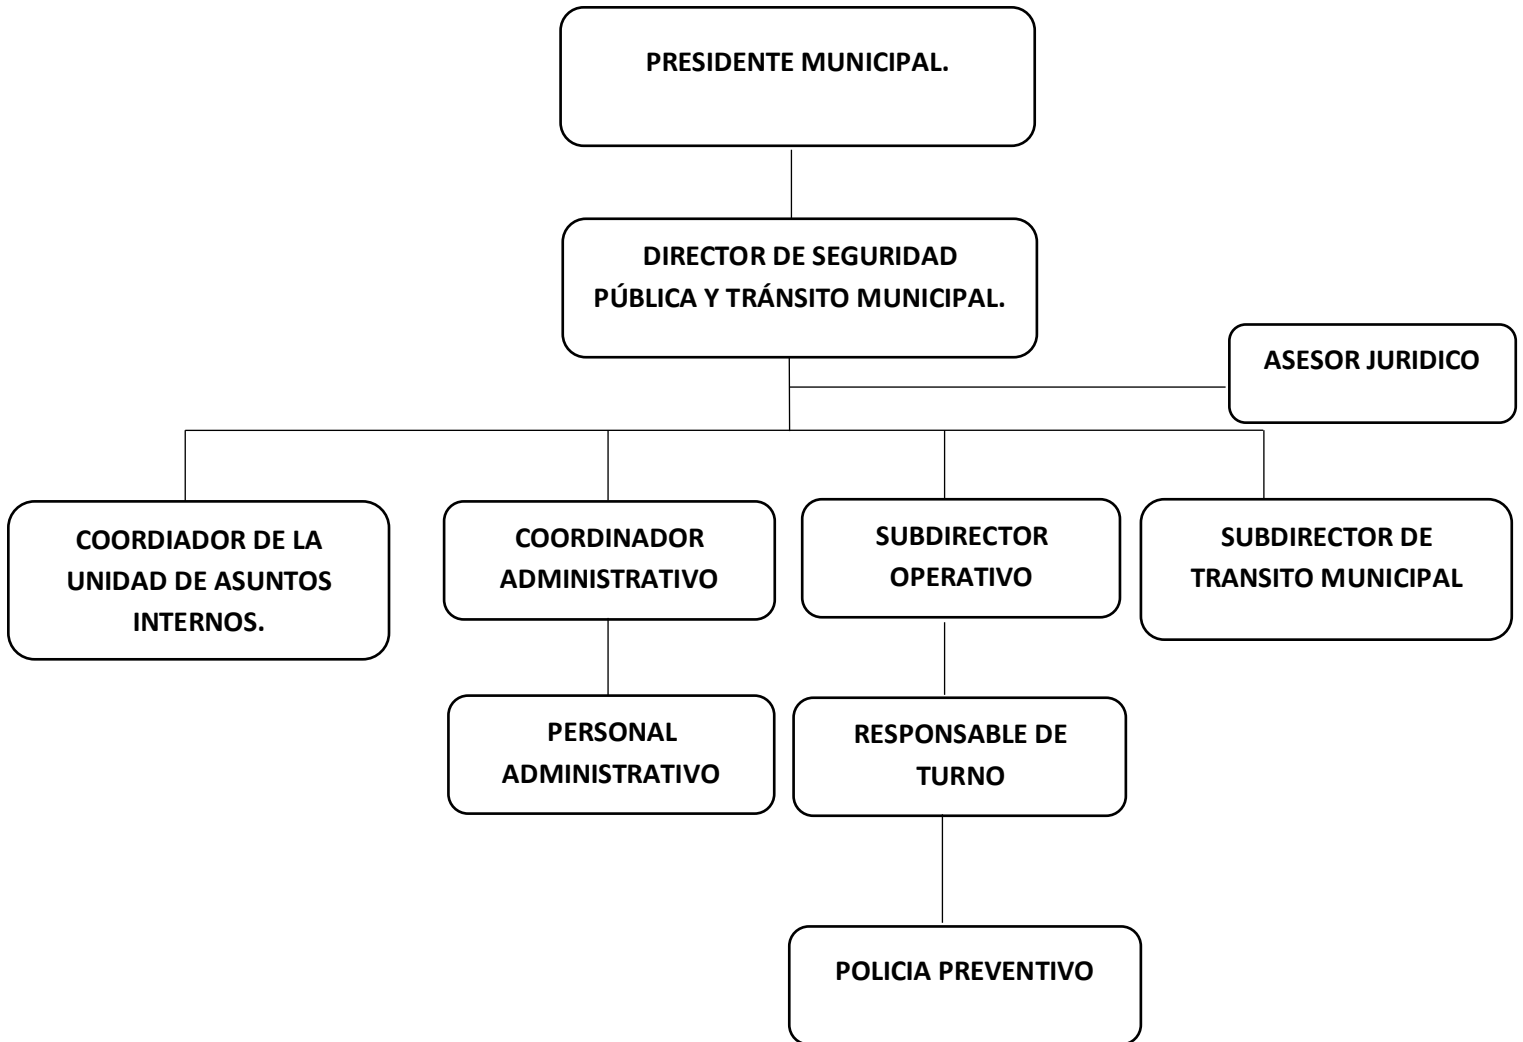 PRESIDENTE MUNICIPAL.
DIRECTOR DE SEGURIDAD
PÚBLICA Y TRÁNSITO MUNICIPAL.
ASESOR JURIDICO
COORDIADOR DE LA
UNIDAD DE ASUNTOS
INTERNOS.
COORDINADOR
ADMINISTRATIVO
SUBDIRECTOR
OPERATIVO
SUBDIRECTOR DE
TRANSITO MUNICIPAL
PERSONAL
ADMINISTRATIVO
RESPONSABLE DE
TURNO
POLICIA PREVENTIVO